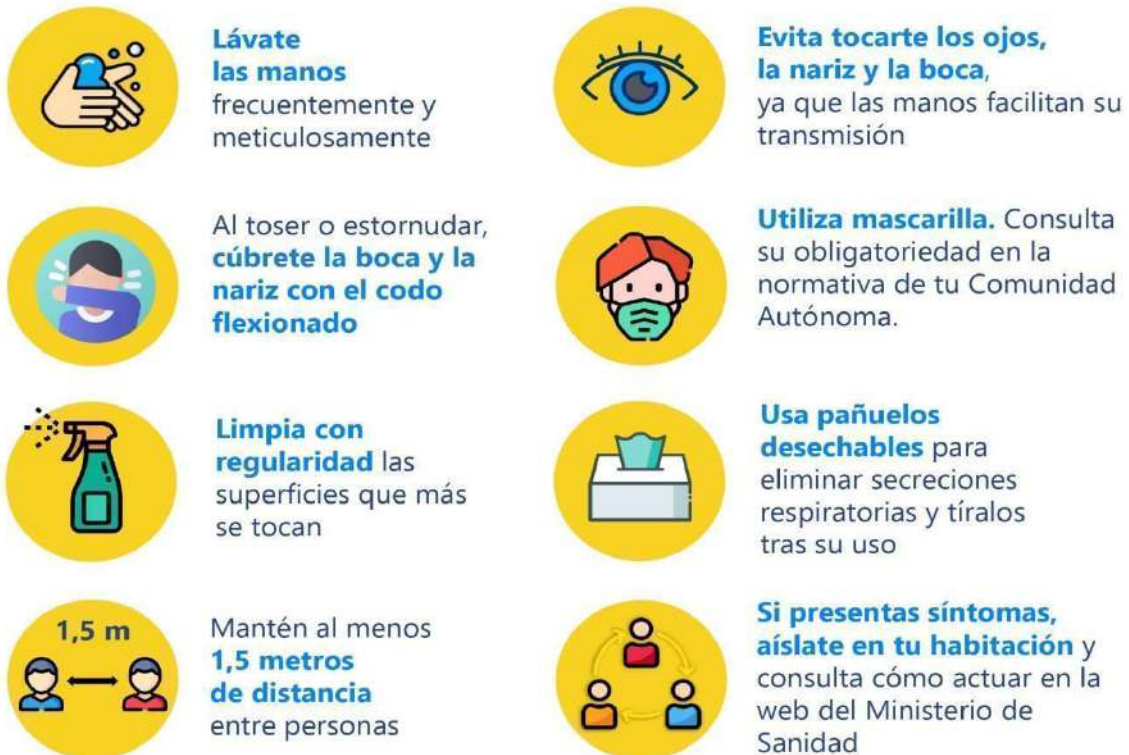 Lávate
las manos
frecuentemente y
meticulosamente
Evita tocarte los ojos,
la nariz y la boca,
ya que las manos facilitan su
transmisión
Al toser o estornudar,
cúbrete la boca y la
nariz con el codo
flexionado
Utiliza mascarilla. Consulta
su obligatoriedad en la
normativa de tu Comunidad
Autónoma.
Limpia con
regularidad las
superficies que más
se tocan
Usa pañuelos
desechables para
eliminar secreciones
respiratorias y tíralos
tras su uso
1,5 m
Mantén al menos
1,5 metros
de distancia
entre personas
Si presentas síntomas,
aíslate en tu habitación y
consulta cómo actuar en la
web del Ministerio de
Sanidad